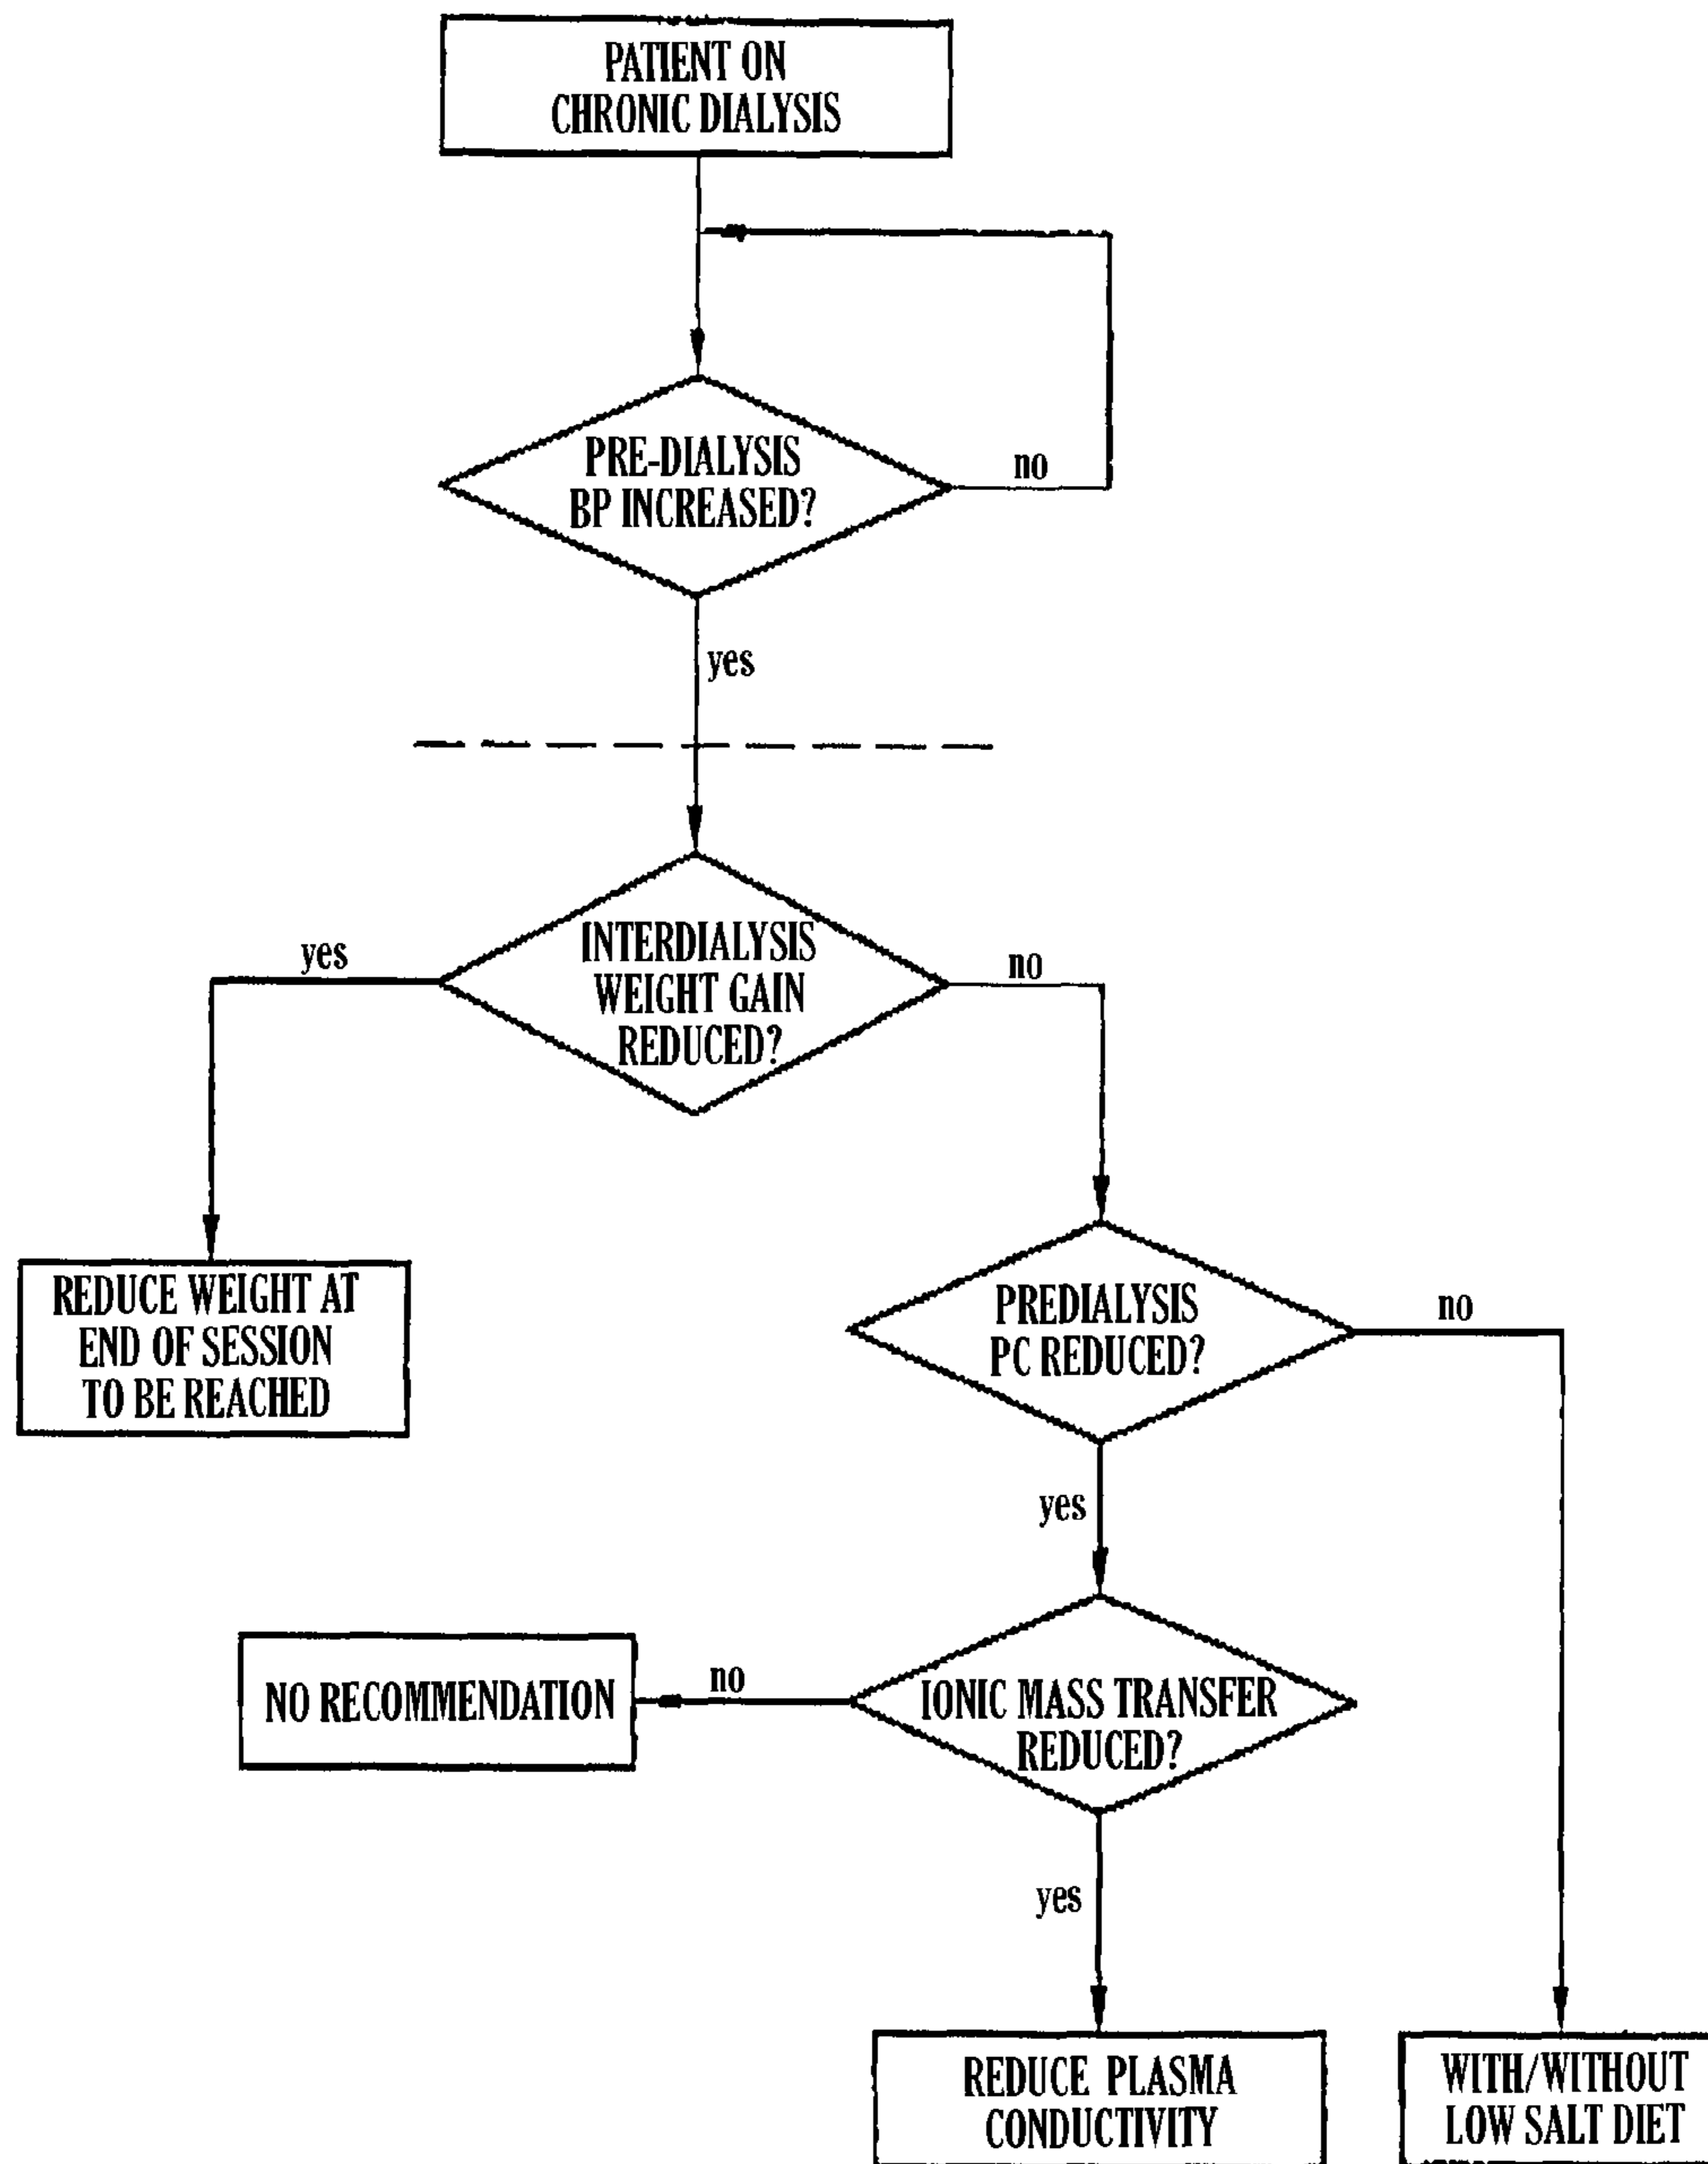 PATIENT ON
CHRONIC DIALYSIS
PRE-DIALYSIS
BP INCREASED?
no
yes
INTERDIALYSIS
WEIGHT GAIN
REDUCED?
yes
no
REDUCE WEIGHT AT
END OF SESSION
TO BE REACHED
PREDIALYSIS
PC REDUCED?
no
yes
NO RECOMMENDATION
no
IONIC MASS TRANSFER
REDUCED?
yes
REDUCE PLASMA
CONDUCTIVITY
WITH/WITHOUT
LOW SALT DIET